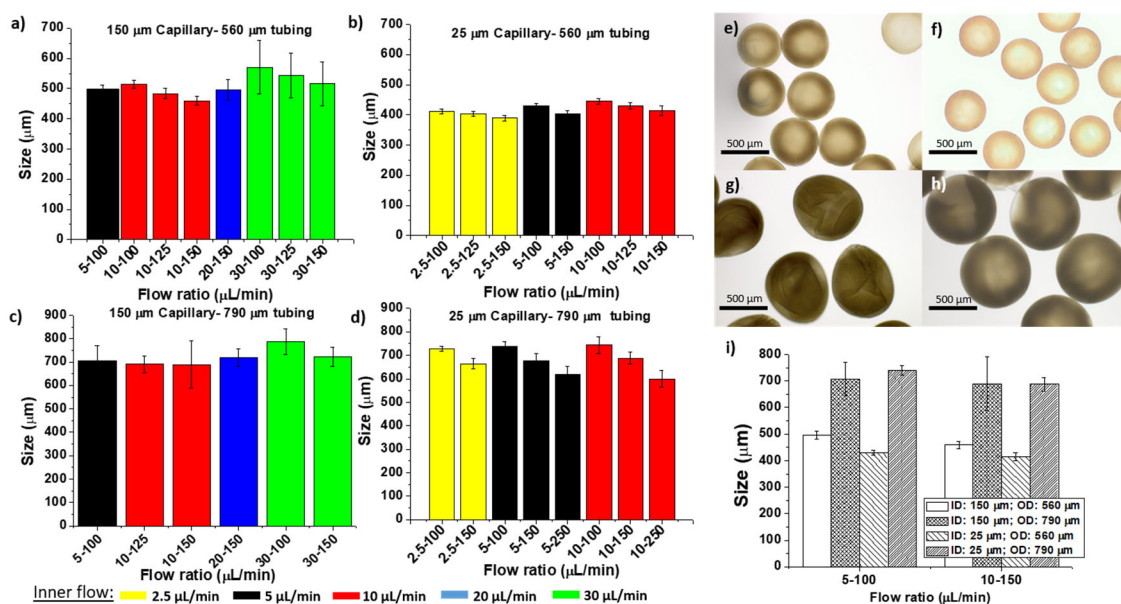 a)
150 µm Capillary- 560 µm tubing
Size (µm)
700
600
500
400
300
200
100
0
5-100
10-100
10-125
10-150
20-150
30-100
30-125
30-150
Flow ratio (µL/min)
b)
25 µm Capillary- 560 µm tubing
Size (µm)
700
600
500
400
300
200
100
0
2.5-100
2.5-125
2.5-150
5-100
5-150
10-100
10-125
10-150
Flow ratio (µL/min)
c)
150 µm Capillary- 790 µm tubing
Size (µm)
900
800
700
600
500
400
300
200
100
0
5-100
10-125
10-150
20-150
30-100
30-150
Flow ratio (µL/min)
d)
25 µm Capillary- 790 µm tubing
Size (µm)
900
800
700
600
500
400
300
200
100
0
2.5-100
2.5-150
5-100
5-150
5-250
10-100
10-150
10-250
Flow ratio (µL/min)
Inner flow: 2.5 µL/min 5 µL/min 10 µL/min 20 µL/min 30 µL/min
e)
500 µm
f)
500 µm
g)
500 µm
h)
500 µm
i)
Size (µm)
800
700
600
500
400
300
200
100
0
ID: 150 µm; OD: 560 µm
ID: 150 µm; OD: 790 µm
ID: 25 µm; OD: 560 µm
ID: 25 µm; OD: 790 µm
5-100
10-150
Flow ratio (µL/min)